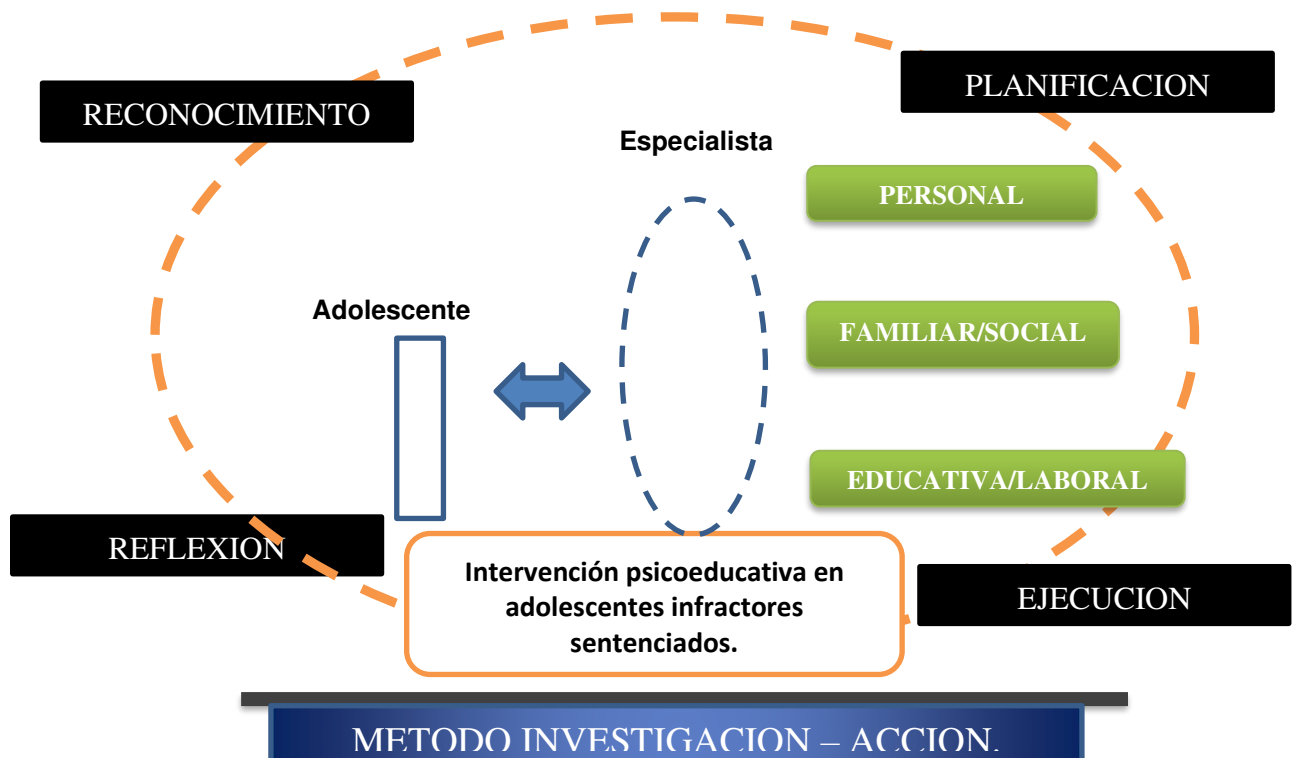 PLANIFICACION
RECONOCIMIENTO
Especialista
PERSONAL
Adolescente
FAMILIAR/SOCIAL
EDUCATIVA/LABORAL
REFLEXION
EJECUCION
Intervención psicoeducativa en
adolescentes infractores
sentenciados.
METODO INVESTIGACION – ACCION.